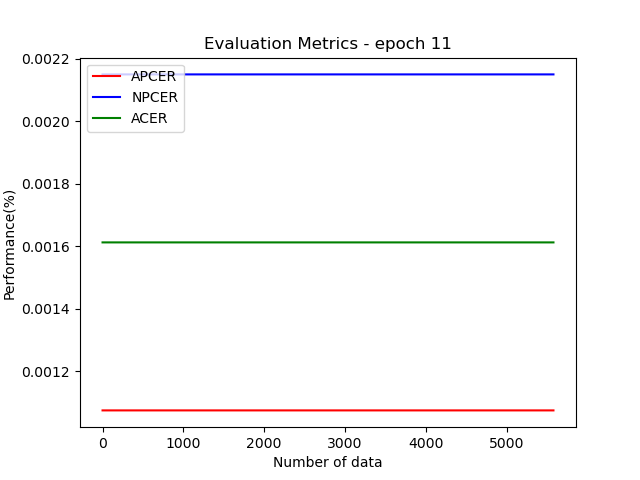 Evaluation Metrics - epoch 11
0.0022
0.0020
0.0018
0.0016
0.0014
0.0012
Performance(%)
APCER
NPCER
ACER
0 1000 2000 3000 4000 5000
Number of data